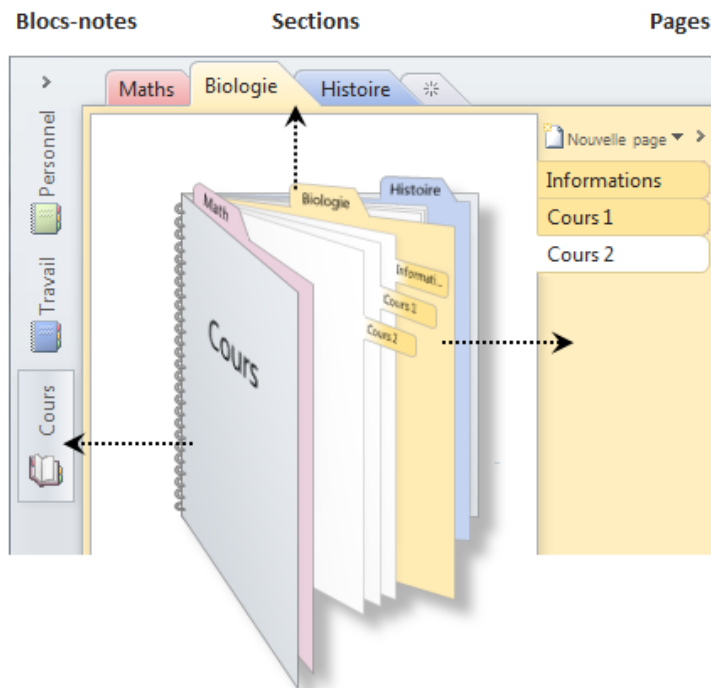 Blocs-notes
Sections
Pages
Maths
Biologie
Histoire
Personnel
Travail
Cours
Nouvelle page
Informations
Cours 1
Cours 2
Math
Biologie
Histoire
Informati...
Cours 1
Cours 2
Cours